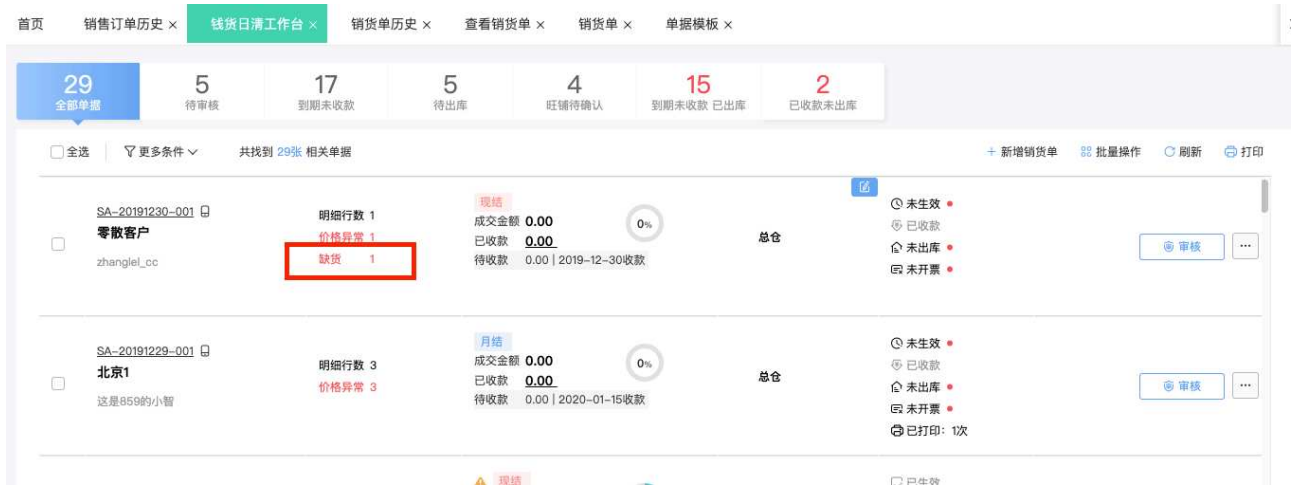 首页 销售订单历史 × 钱货日清工作台 × 销货单历史 × 查看销货单 × 销货单 × 单据模板 ×
29 5 17 5 4 15 2
全部单据 待审核 到期未收款 待出库 旺铺待确认 到期未收款 已出库 已收款未出库
全选 更多条件 共找到 29张 相关单据 + 新增销货单 批量操作 刷新 打印
SA-20191230-001
零散客户
zhanglel_cc
明细行数 1
价格异常 1
缺货 1
现结
成交金额 0.00
已收款 0.00
待收款 0.00 | 2019-12-30收款
0%
总仓
未生效
已收款
未出库
未开票
审核 ···
SA-20191229-001
北京1
这是859的小智
明细行数 3
价格异常 3
月结
成交金额 0.00
已收款 0.00
待收款 0.00 | 2020-01-15收款
0%
总仓
未生效
已收款
未出库
未开票
已打印：1次
审核 ···
现结
已生效